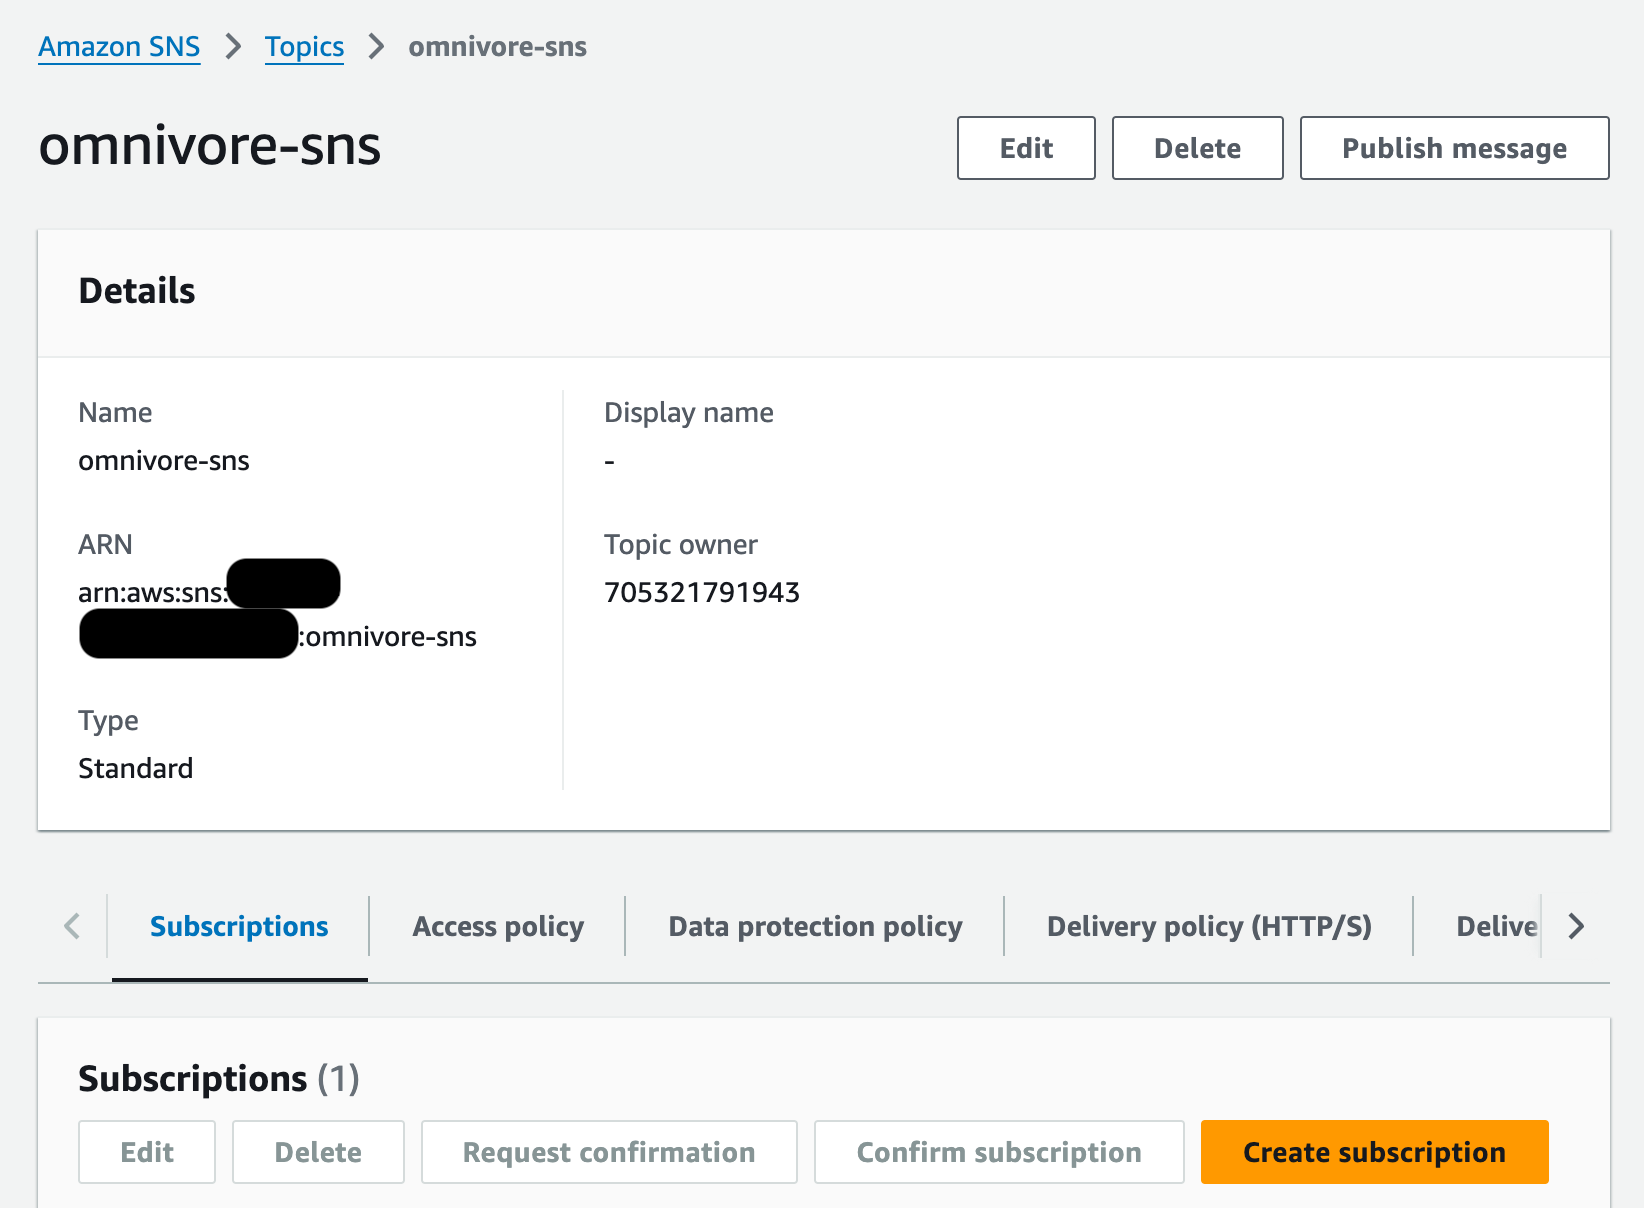 Amazon SNS > Topics > omnivore-sns
omnivore-sns
Edit
Delete
Publish message
Details
Name
omnivore-sns
ARN
arn:aws:sns:
:omnivore-sns
Type
Standard
Display name
-
Topic owner
705321791943
Subscriptions
Access policy
Data protection policy
Delivery policy (HTTP/S)
Delive
Subscriptions (1)
Edit
Delete
Request confirmation
Confirm subscription
Create subscription